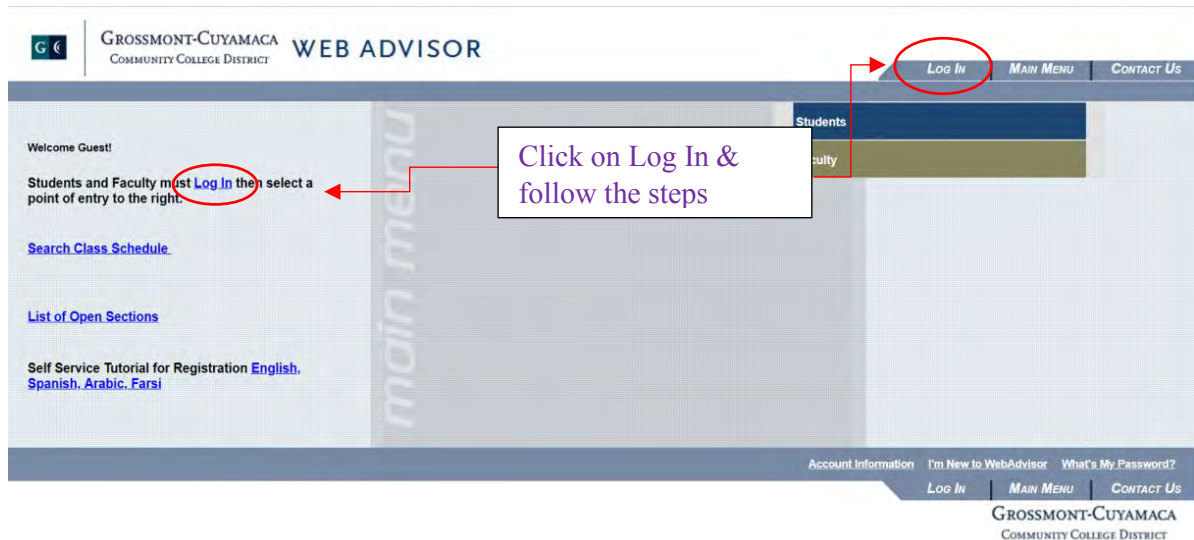 G C
GROSSMONT-CUYAMACA
COMMUNITY COLLEGE DISTRICT
WEB ADVISOR
LOG IN MAIN MENU CONTACT US
Students
culty
main menu
Click on Log In &
follow the steps
Welcome Guest!
Students and Faculty must Log In then select a
point of entry to the right.
Search Class Schedule
List of Open Sections
Self Service Tutorial for Registration English,
Spanish, Arabic, Farsi
Account Information I'm New to WebAdvisor What's My Password?
LOG IN MAIN MENU CONTACT US
GROSSMONT-CUYAMACA
COMMUNITY COLLEGE DISTRICT